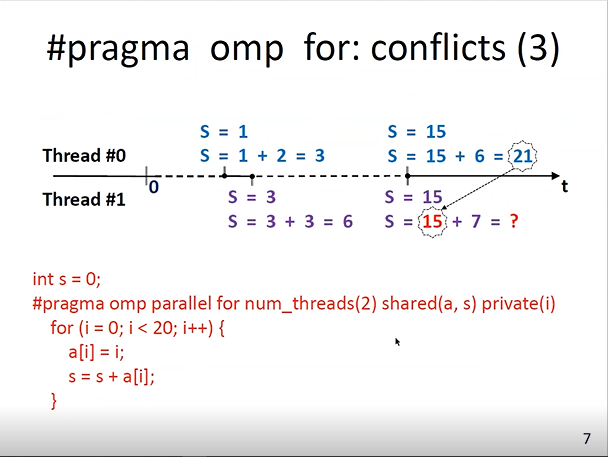 #pragma omp for: conflicts (3)
S = 1
S = 15
Thread #0
S = 1 + 2 = 3
S = 15 + 6 = 21
0
t
Thread #1
S = 3
S = 15
S = 3 + 3 = 6
S = 15 + 7 = ?
int s = 0;
#pragma omp parallel for num_threads(2) shared(a, s) private(i)
for (i = 0; i < 20; i++) {
a[i] = i;
s = s + a[i];
}
7